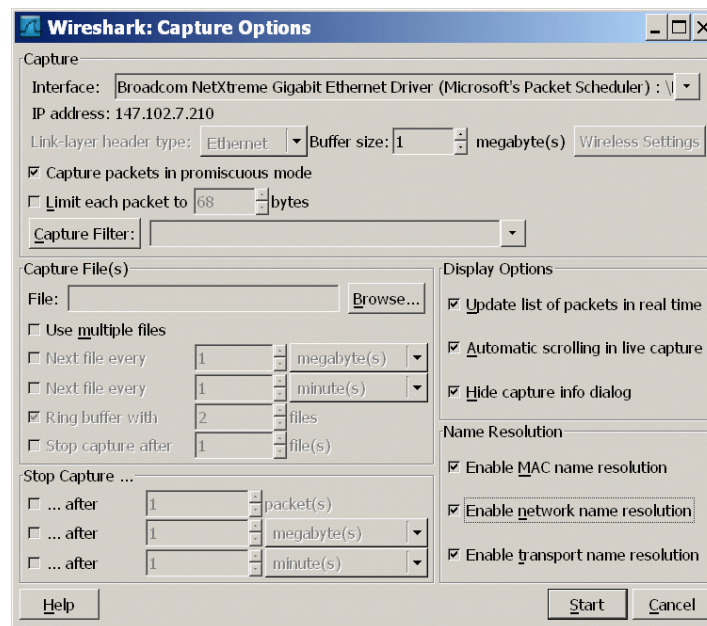 Wireshark: Capture Options
Capture
Interface: Broadcom NetXtreme Gigabit Ethernet Driver (Microsoft's Packet Scheduler) : \
IP address: 147.102.7.210
Link-layer header type: Ethernet Buffer size: 1 megabyte(s) Wireless Settings
Capture packets in promiscuous mode
Limit each packet to 68 bytes
Capture Filter:
Capture File(s)
File: Browse...
Use multiple files
Next file every 1 megabyte(s)
Next file every 1 minute(s)
Ring buffer with 2 files
Stop capture after 1 file(s)
Stop Capture ...
... after 1 packet(s)
... after 1 megabyte(s)
... after 1 minute(s)
Display Options
Update list of packets in real time
Automatic scrolling in live capture
Hide capture info dialog
Name Resolution
Enable MAC name resolution
Enable network name resolution
Enable transport name resolution
Help Start Cancel